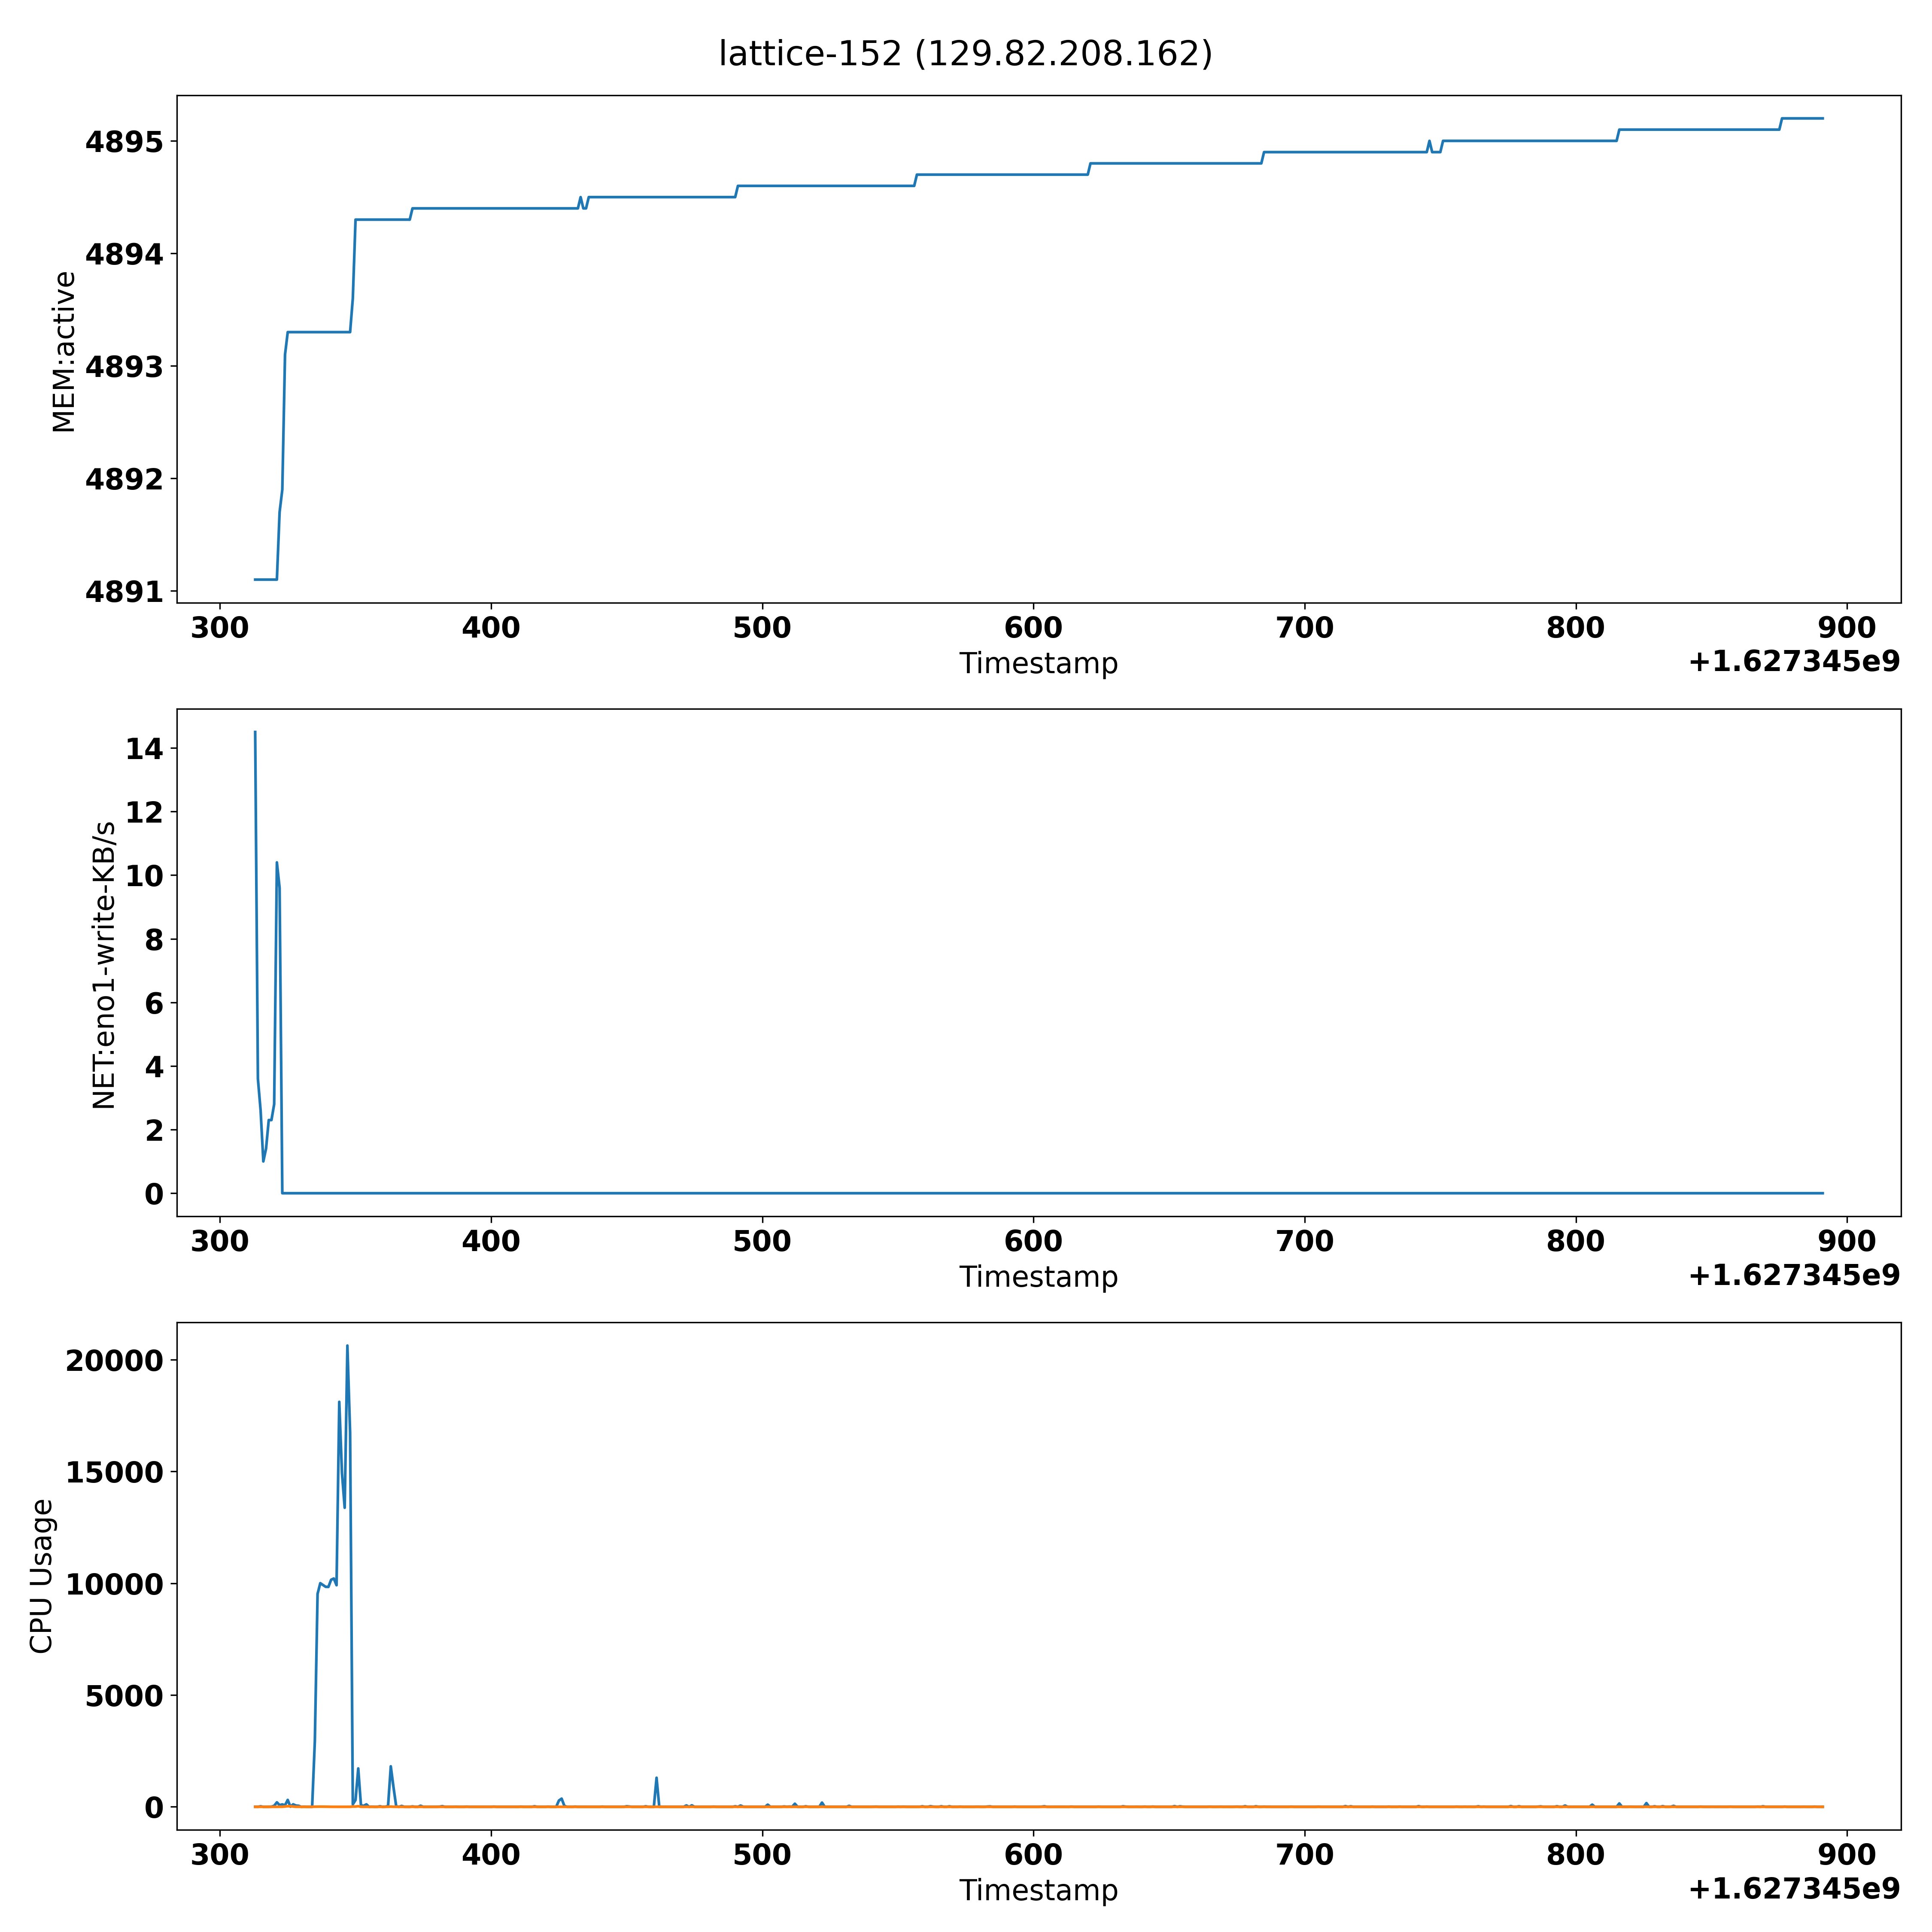 lattice-152 (129.82.208.162)
4895
4894
4893
4892
4891
MEM:active
300 400 500 600 700 800 900
Timestamp
+1.627345e9
14
12
10
8
6
4
2
0
NET:eno1-write-KB/s
300 400 500 600 700 800 900
Timestamp
+1.627345e9
20000
15000
10000
5000
0
CPU Usage
300 400 500 600 700 800 900
Timestamp
+1.627345e9